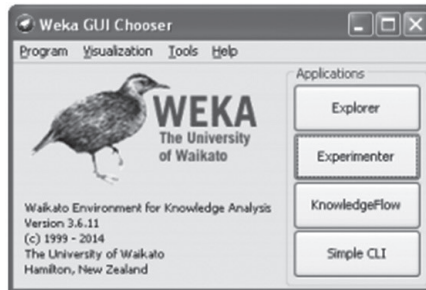 Weka GUI Chooser
Program Visualization Tools Help
WEKA
The University
of Waikato
Waikato Environment for Knowledge Analysis
Version 3.6.11
(c) 1999 - 2014
The University of Waikato
Hamilton, New Zealand
Applications
Explorer
Experimenter
KnowledgeFlow
Simple CLI